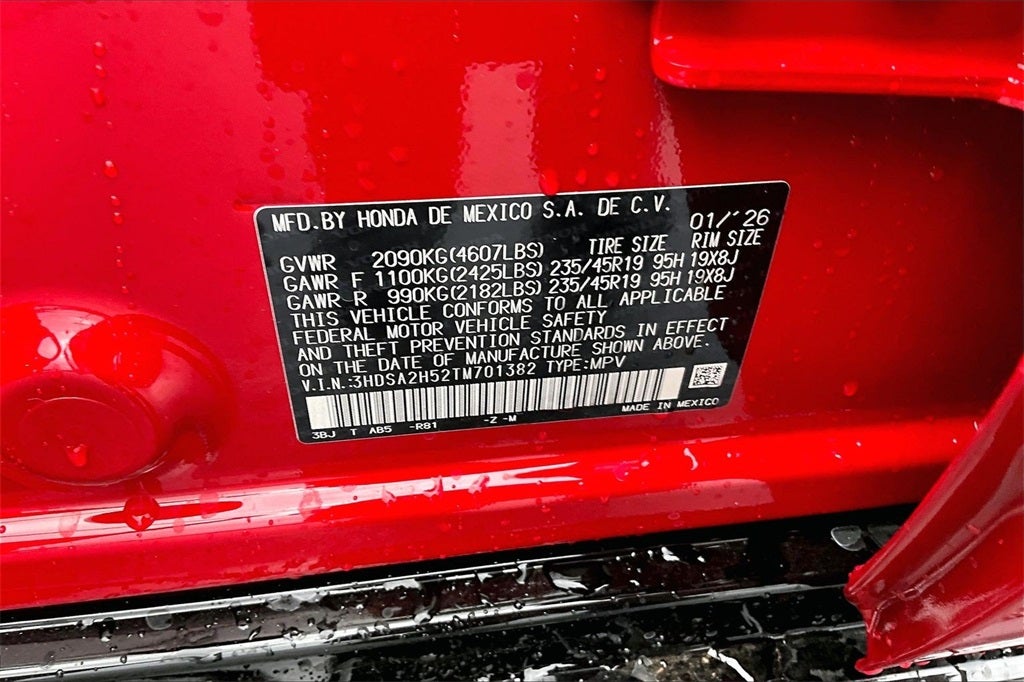 MFD.BY HONDA DE MEXICO S.A. DE C.V. 01/'26
GVWR 2090KG(4607LBS) TIRE SIZE RIM SIZE
GAWR F 1100KG(2425LBS) 235/45R19 95H 19X8J
GAWR R 990KG(2182LBS) 235/45R19 95H 19X8J
THIS VEHICLE CONFORMS TO ALL APPLICABLE
FEDERAL MOTOR VEHICLE SAFETY
AND THEFT PREVENTION STANDARDS IN EFFECT
ON THE DATE OF MANUFACTURE SHOWN ABOVE.
V.I.N.:3HDSA2H52TM701382 TYPE:MPV
MADE IN MEXICO
3BJ T AB5 -R81 -Z -M